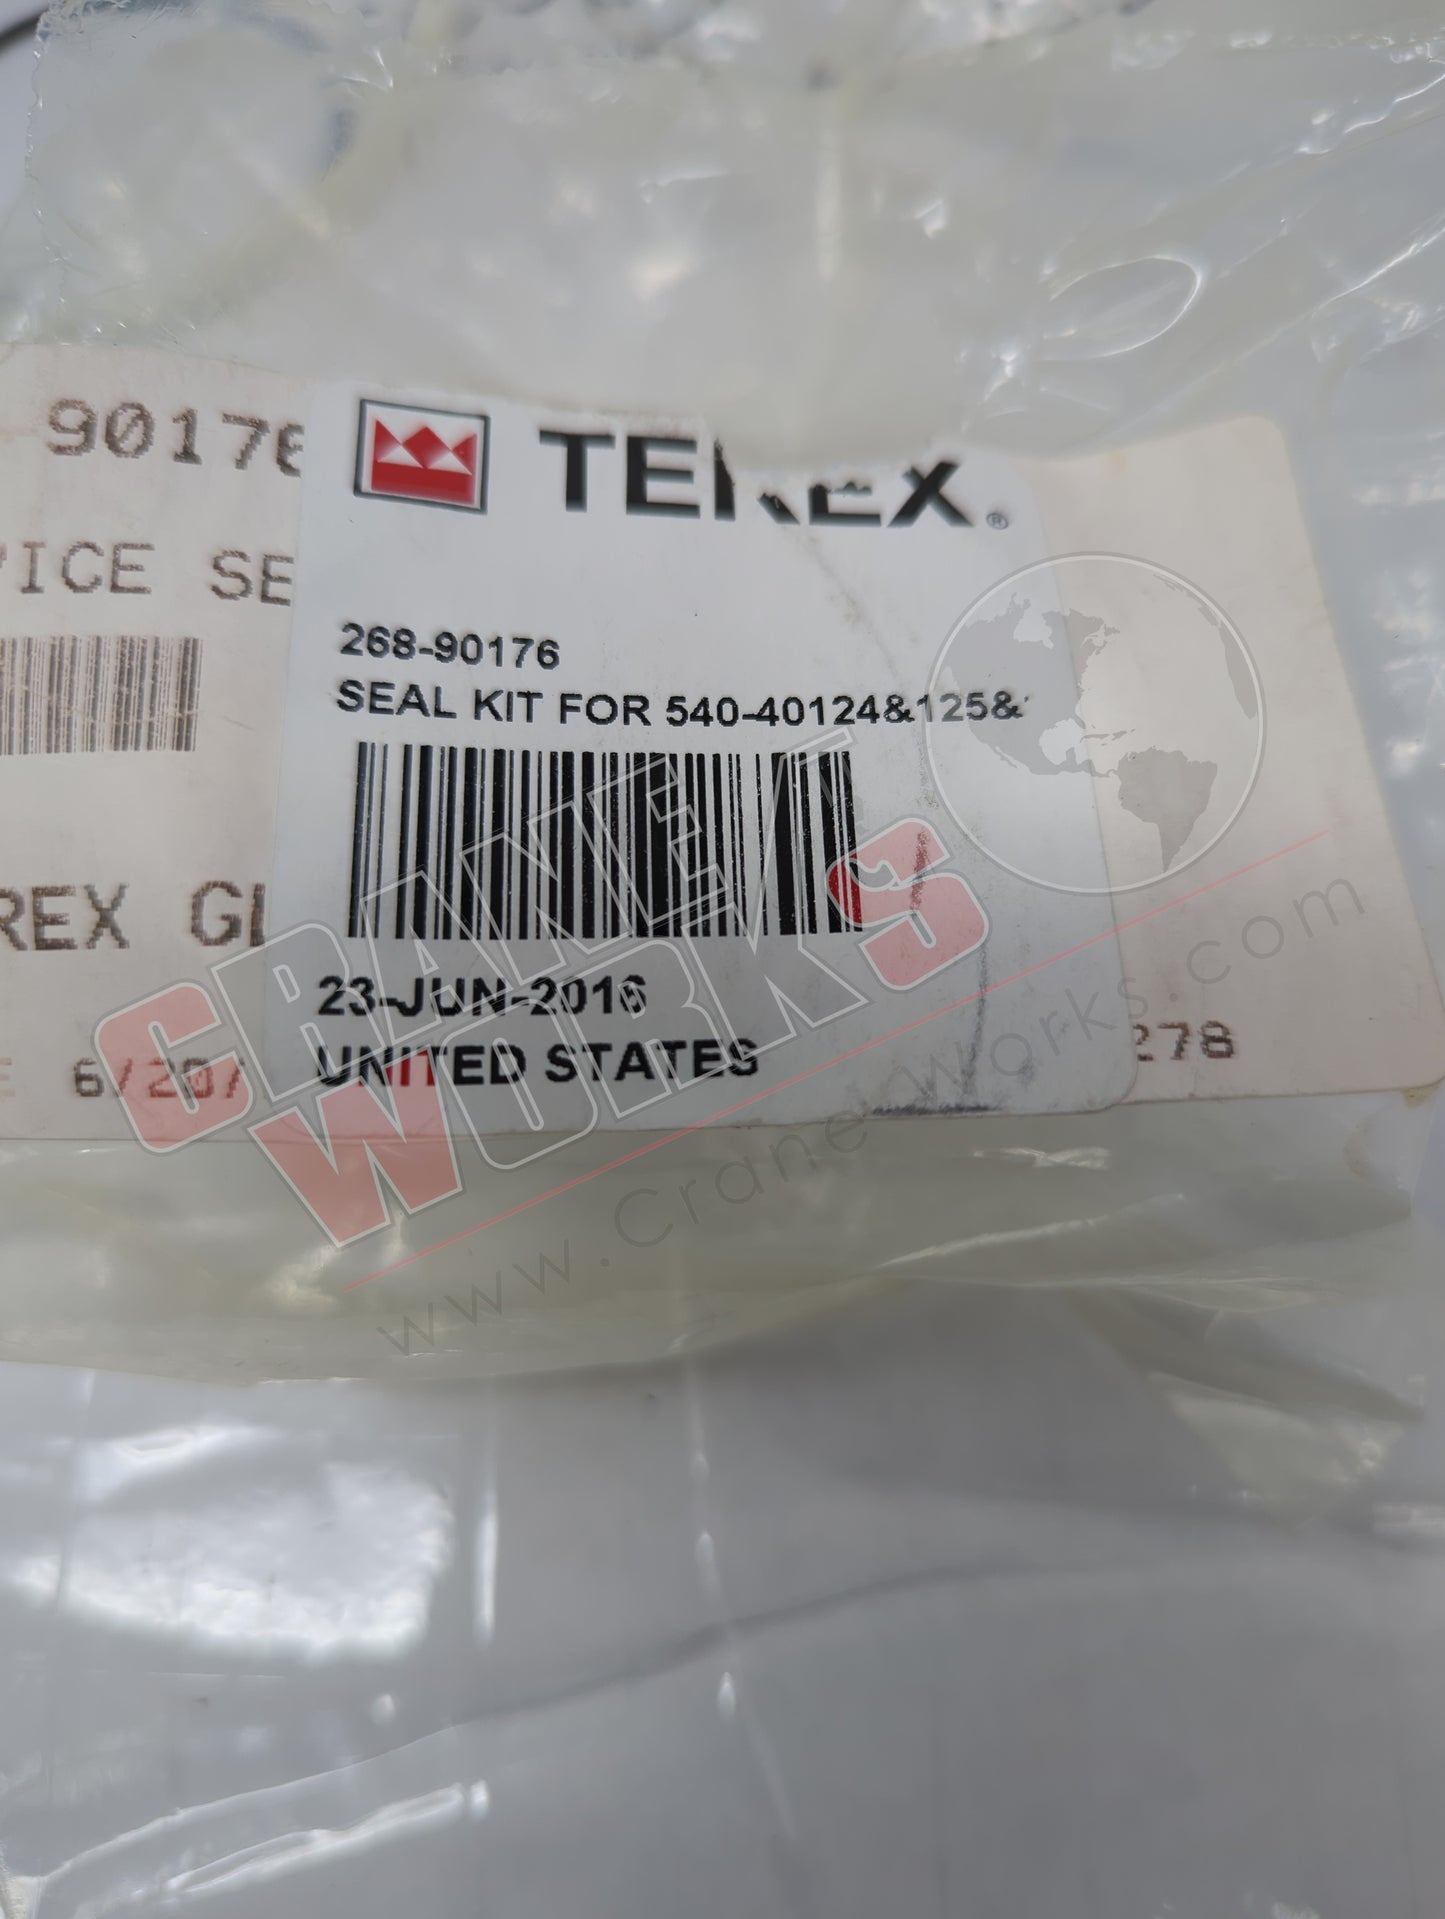 90176
TEREX®
VICE SE
268-90176
SEAL KIT FOR 540-40124&125&
REX GL
23-JUN-2016
UNITED STATES
E 6/20/
278
CRANE WORKS
www.CraneWorks.com